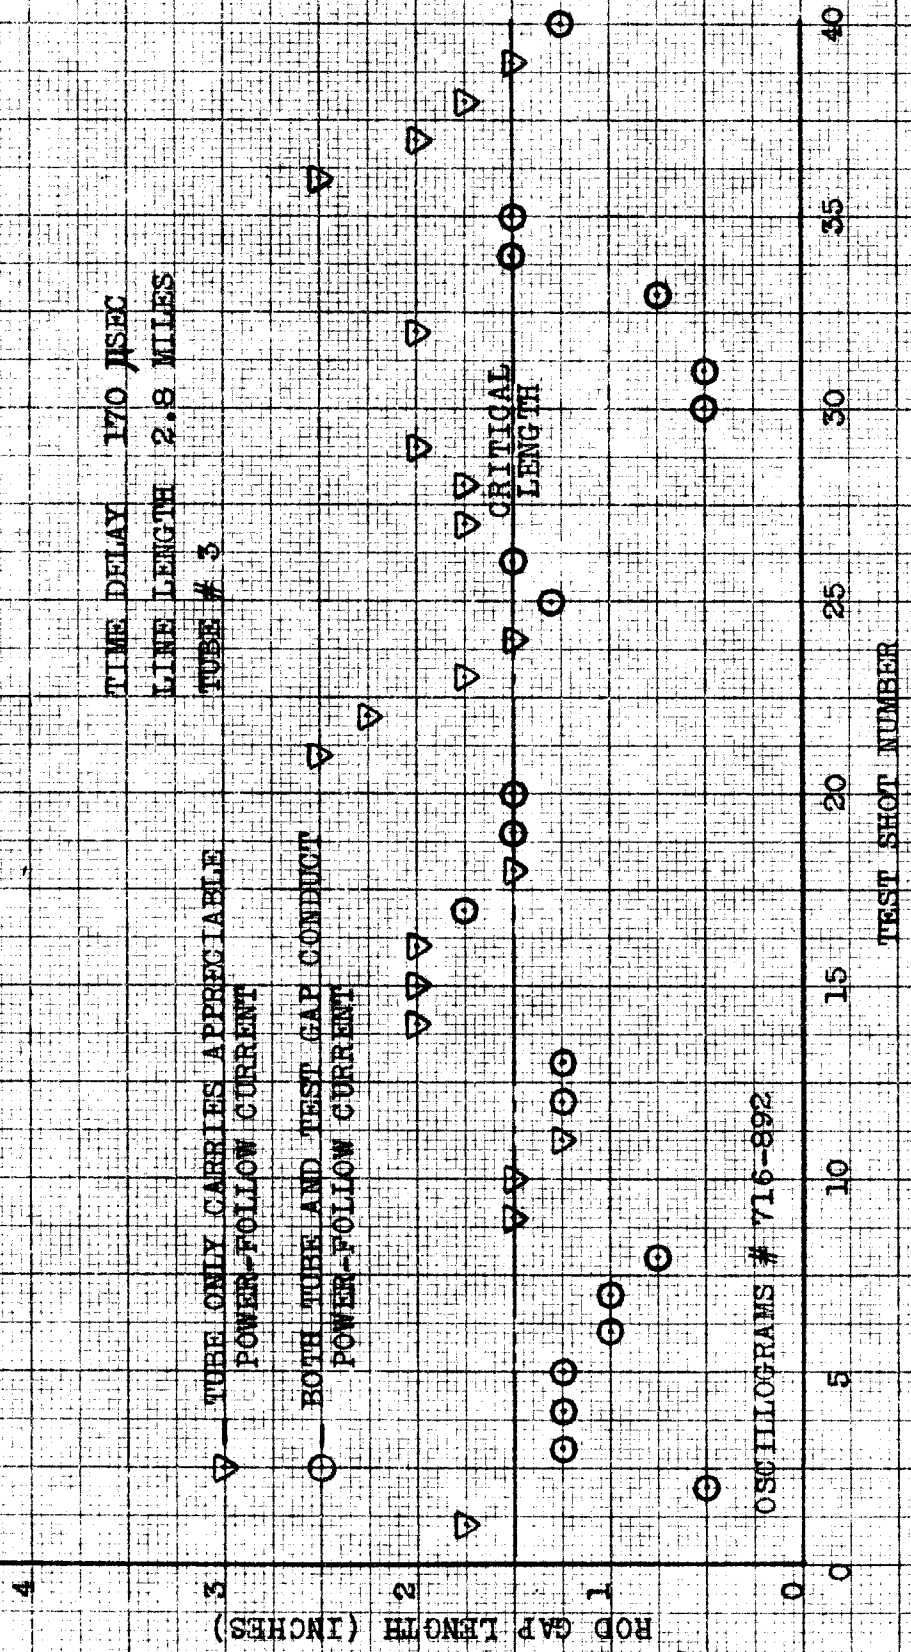 TIME DELAY 170 μSEC
LINE LENGTH 2.8 MILES
TUBE # 3
TUBE ONLY CARRIES APPRECIABLE
POWER-FOLLOW CURRENT
BOTH TUBE AND TEST GAP CONDUCT
POWER-FOLLOW CURRENT
CRITICAL
LENGTH
OSCILLOGRAMS # 716-892
ROD GAP LENGTH (INCHES)
4
3
2
1
0
0 5 10 15 20 25 30 35 40
TEST SHOT NUMBER